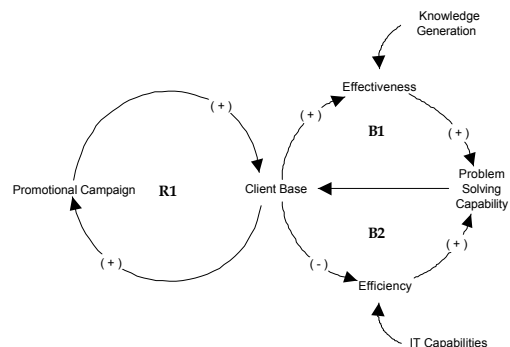 Knowledge
Generation
Effectiveness
(+)
(+)
B1
(+)
Promotional Campaign
R1
Client Base
Problem
Solving
Capability
B2
(+)
(-)
(+)
Efficiency
IT Capabilities